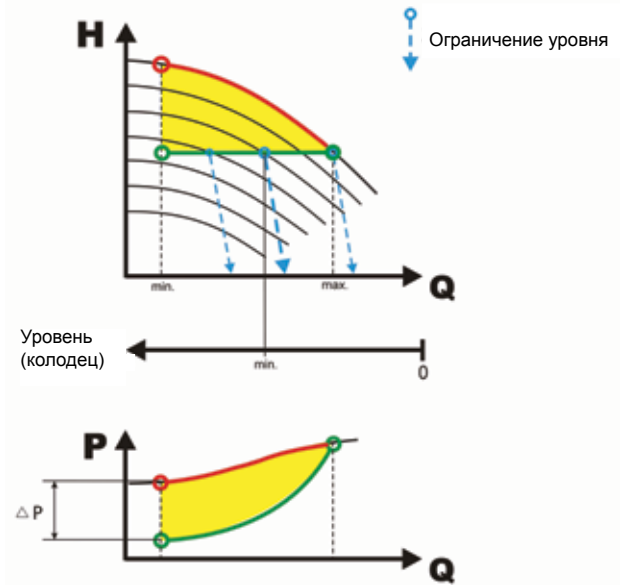 H
Ограничение уровня
min.
max.
Q
Уровень
(колодец)
min.
0
P
△ P
Q